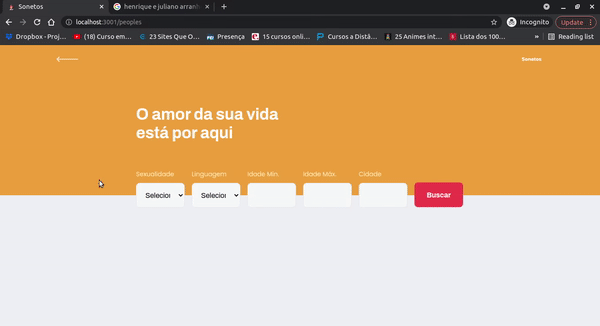 Sonetos
henrique e juliano arranh
localhost:3001/peoples
Incognito
Update
Dropbox - Proj…
(18) Curso em…
23 Sites Que O…
Presença
15 cursos onli…
Cursos a Distâ…
25 Animes int…
Lista dos 100…
»
Reading list
Sonetos
O amor da sua vida
está por aqui
Sexualidade
Linguagem
Idade Min.
Idade Máx.
Cidade
Selecion
Selecion
Buscar